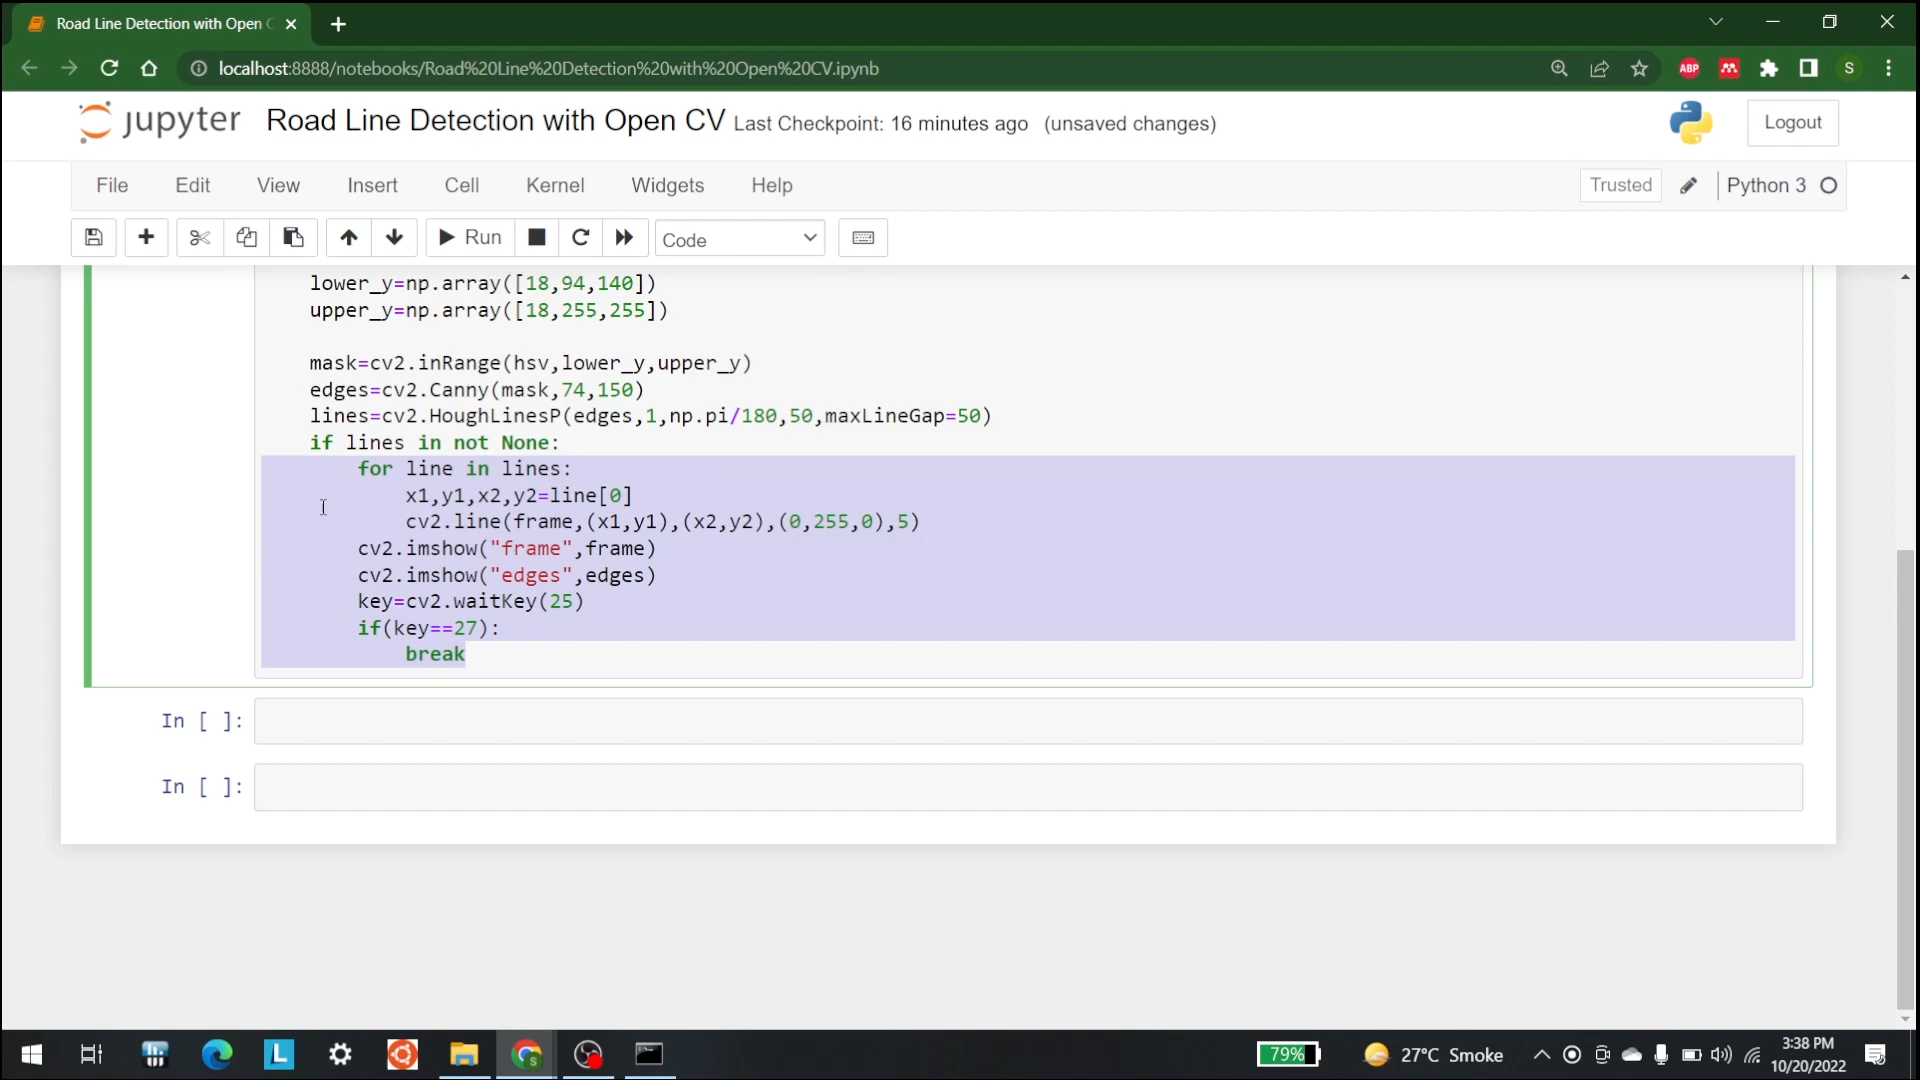 Road Line Detection with Open C
localhost:8888/notebooks/Road%20Line%20Detection%20with%20Open%20CV.ipynb
ABP
S
jupyter Road Line Detection with Open CV Last Checkpoint: 16 minutes ago (unsaved changes)
Logout
File Edit View Insert Cell Kernel Widgets Help
Trusted Python 3
Run Code
lower_y=np.array([18,94,140])
upper_y=np.array([18,255,255])
mask=cv2.inRange(hsv,lower_y,upper_y)
edges=cv2.Canny(mask,74,150)
lines=cv2.HoughLinesP(edges,1,np.pi/180,50,maxLineGap=50)
if lines in not None:
for line in lines:
x1,y1,x2,y2=line[0]
cv2.line(frame,(x1,y1),(x2,y2),(0,255,0),5)
cv2.imshow("frame",frame)
cv2.imshow("edges",edges)
key=cv2.waitKey(25)
if(key==27):
break
In [ ]:
In [ ]:
L
79%
27°C Smoke
3:38 PM
10/20/2022